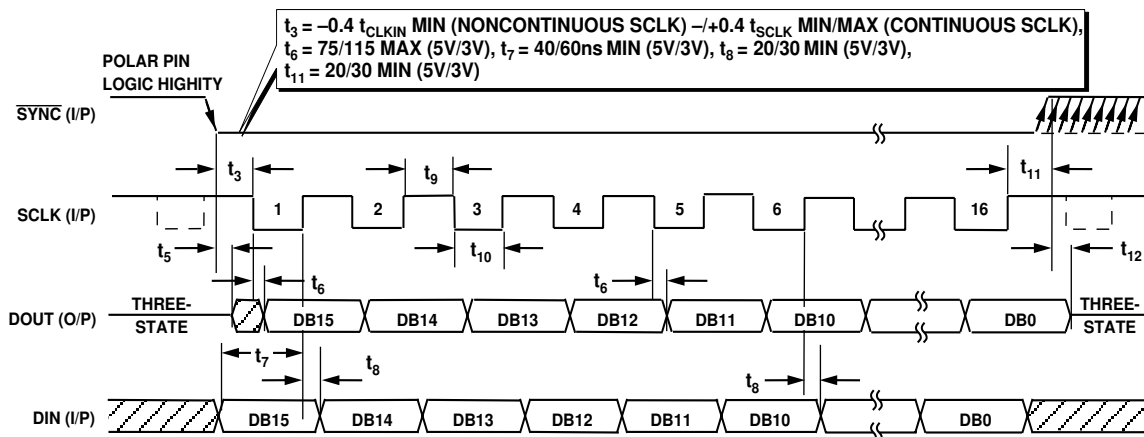 t3 = –0.4 tCLKIN MIN (NONCONTINUOUS SCLK) –/+0.4 tSCLK MIN/MAX (CONTINUOUS SCLK),
t6 = 75/115 MAX (5V/3V), t7 = 40/60ns MIN (5V/3V), t8 = 20/30 MIN (5V/3V),
t11 = 20/30 MIN (5V/3V)
POLAR PIN
LOGIC HIGHITY
SYNC (I/P)
t3
t9
t11
SCLK (I/P)
1
2
3
4
5
6
16
t5
t10
t12
t6
t6
THREE-
STATE
DOUT (O/P)
DB15
DB14
DB13
DB12
DB11
DB10
DB0
THREE-
STATE
t7
t8
t8
DIN (I/P)
DB15
DB14
DB13
DB12
DB11
DB10
DB0